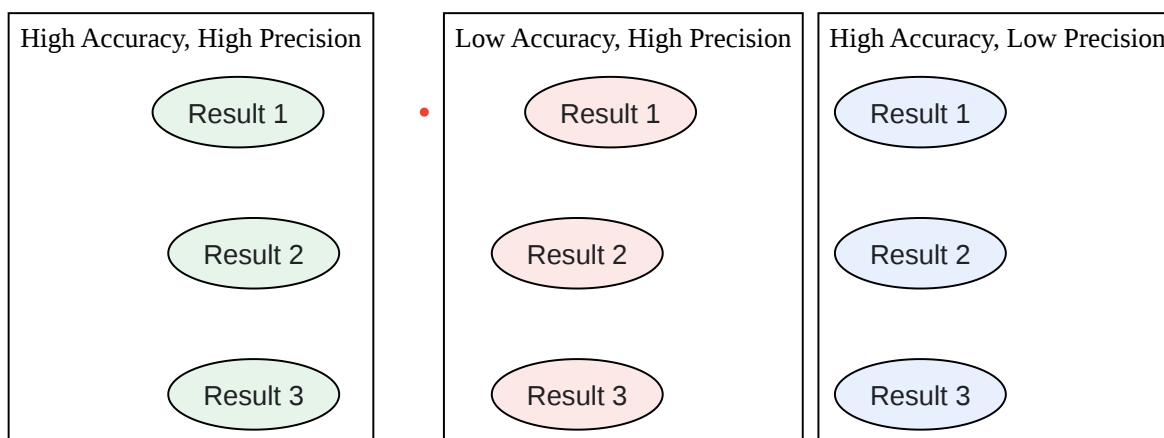 High Accuracy, High Precision
Result 1
Result 2
Result 3
Low Accuracy, High Precision
Result 1
Result 2
Result 3
High Accuracy, Low Precision
Result 1
Result 2
Result 3